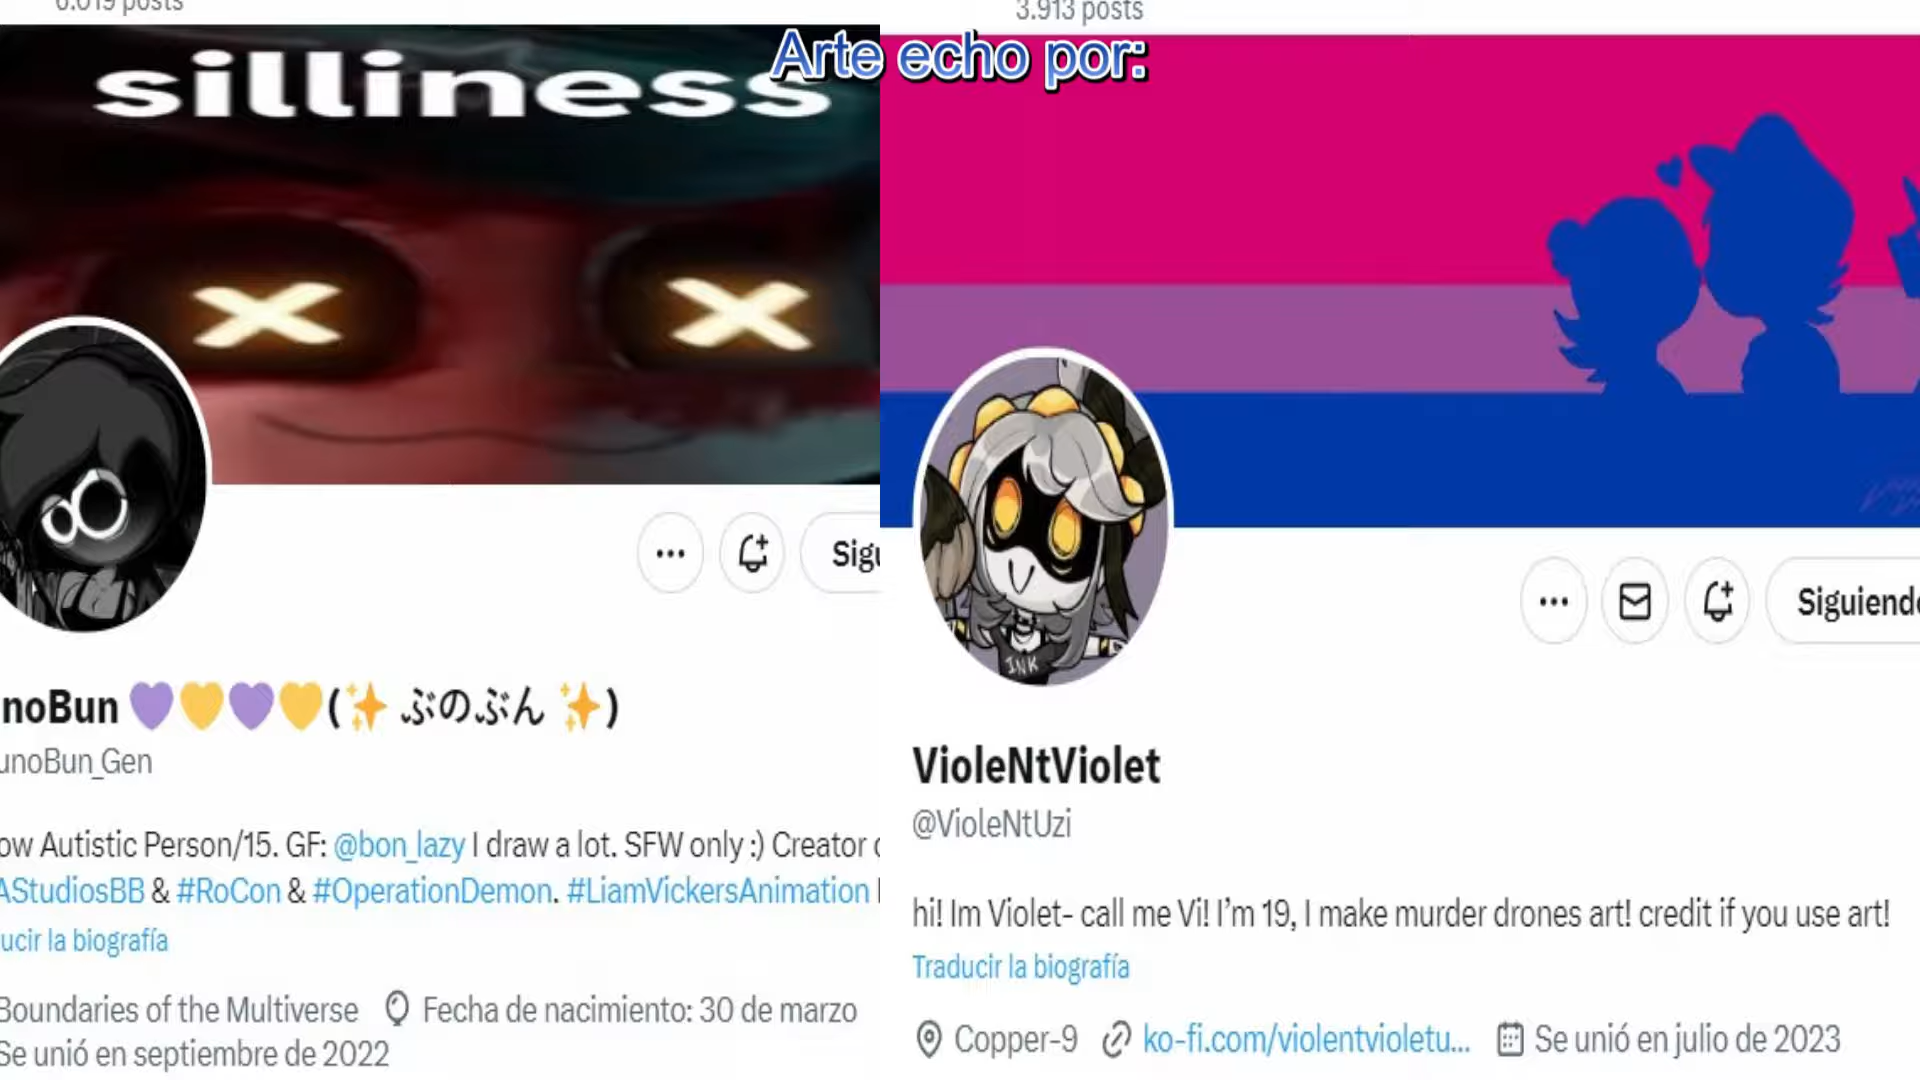 6.019 posts
3.913 posts
Arte echo por:
silliness
Sigu
Siguiendo
noBun 💜💛💜💛(✨ ぶのぶん ✨)
unoBun_Gen
ow Autistic Person/15. GF: @bon_lazy I draw a lot. SFW only :) Creator
AStudiosBB & #RoCon & #OperationDemon. #LiamVickersAnimation
ucir la biografía
Boundaries of the Multiverse Fecha de nacimiento: 30 de marzo
Se unió en septiembre de 2022
INK
VioleNtViolet
@VioleNtUzi
hi! Im Violet- call me Vi! I'm 19, I make murder drones art! credit if you use art!
Traducir la biografía
Copper-9 ko-fi.com/violentvioletu... Se unió en julio de 2023